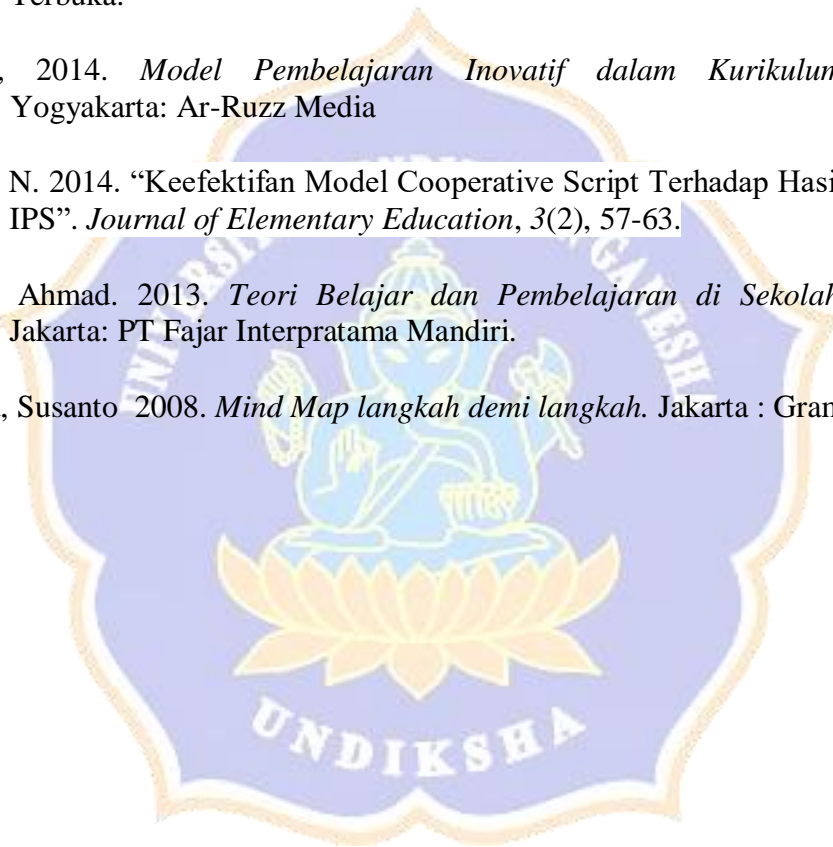 Terbuka.
, 2014. Model Pembelajaran Inovatif dalam Kurikulum
Yogyakarta: Ar-Ruzz Media
N. 2014. “Keefektifan Model Cooperative Script Terhadap Hasi
IPS”. Journal of Elementary Education, 3(2), 57-63.
Ahmad. 2013. Teori Belajar dan Pembelajaran di Sekolah
Jakarta: PT Fajar Interpratama Mandiri.
, Susanto 2008. Mind Map langkah demi langkah. Jakarta : Gram
UNDIKSHA